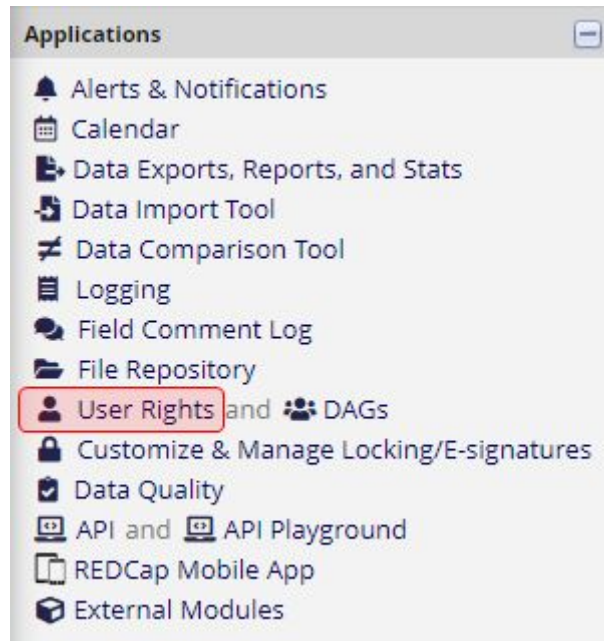 Applications
Alerts & Notifications
Calendar
Data Exports, Reports, and Stats
Data Import Tool
Data Comparison Tool
Logging
Field Comment Log
File Repository
User Rights and DAGs
Customize & Manage Locking/E-signatures
Data Quality
API and API Playground
REDCap Mobile App
External Modules